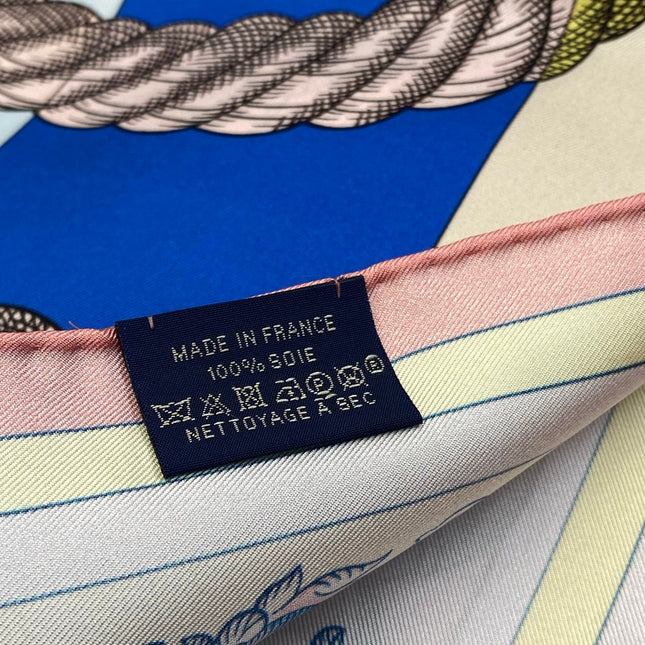 MADE IN FRANCE
100% SOIE
P R
NETTOYAGE À SEC